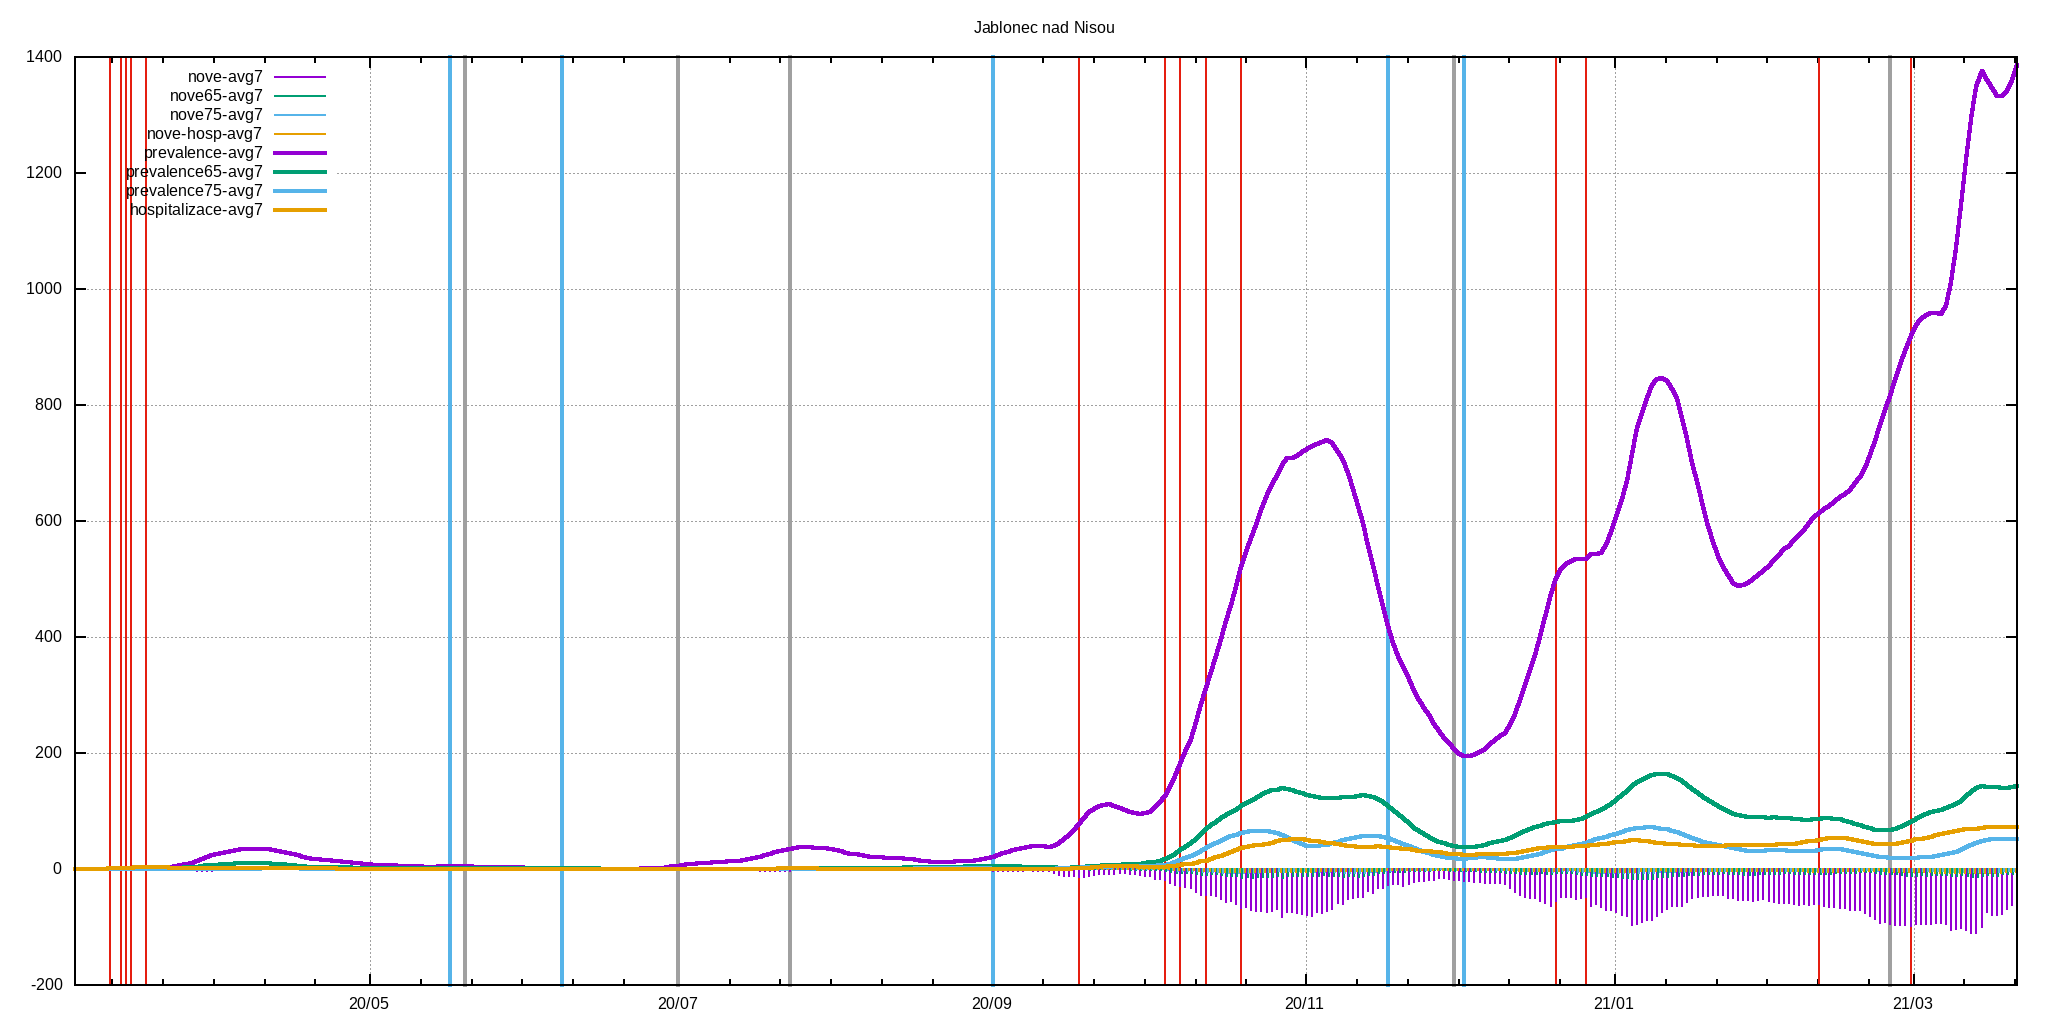 Jablonec nad Nisou
1400
1200
1000
800
600
400
200
0
-200
nove-avg7
nove65-avg7
nove75-avg7
nove-hosp-avg7
prevalence-avg7
prevalence65-avg7
prevalence75-avg7
hospitalizace-avg7
20/05 20/07 20/09 20/11 21/01 21/03